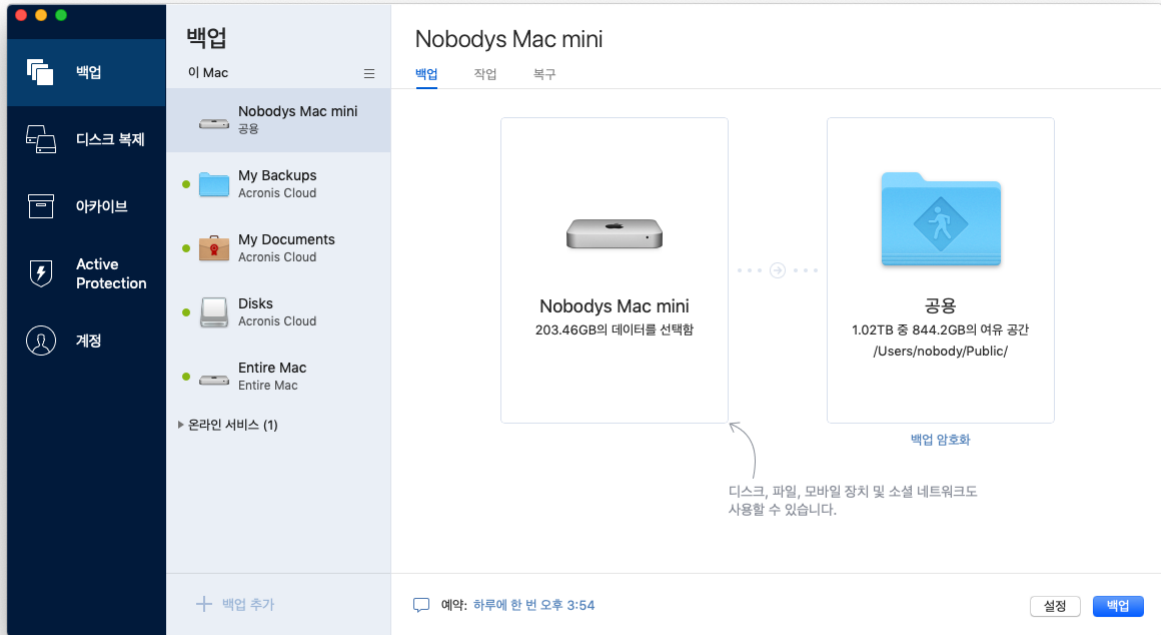 백업
디스크 복제
아카이브
Active
Protection
계정
백업
이 Mac
Nobodys Mac mini
공용
My Backups
Acronis Cloud
My Documents
Acronis Cloud
Disks
Acronis Cloud
Entire Mac
Entire Mac
온라인 서비스 (1)
백업 추가
Nobodys Mac mini
백업 작업 복구
Nobodys Mac mini
203.46GB의 데이터를 선택함
공용
1.02TB 중 844.2GB의 여유 공간
/Users/nobody/Public/
백업 암호화
디스크, 파일, 모바일 장치 및 소셜 네트워크도
사용할 수 있습니다.
예약: 하루에 한 번 오후 3:54
설정 백업